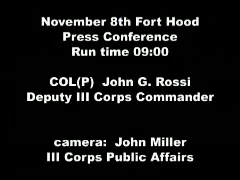 November 8th Fort Hood
Press Conference
Run time 09:00
COL(P) John G. Rossi
Deputy III Corps Commander
camera: John Miller
III Corps Public Affairs